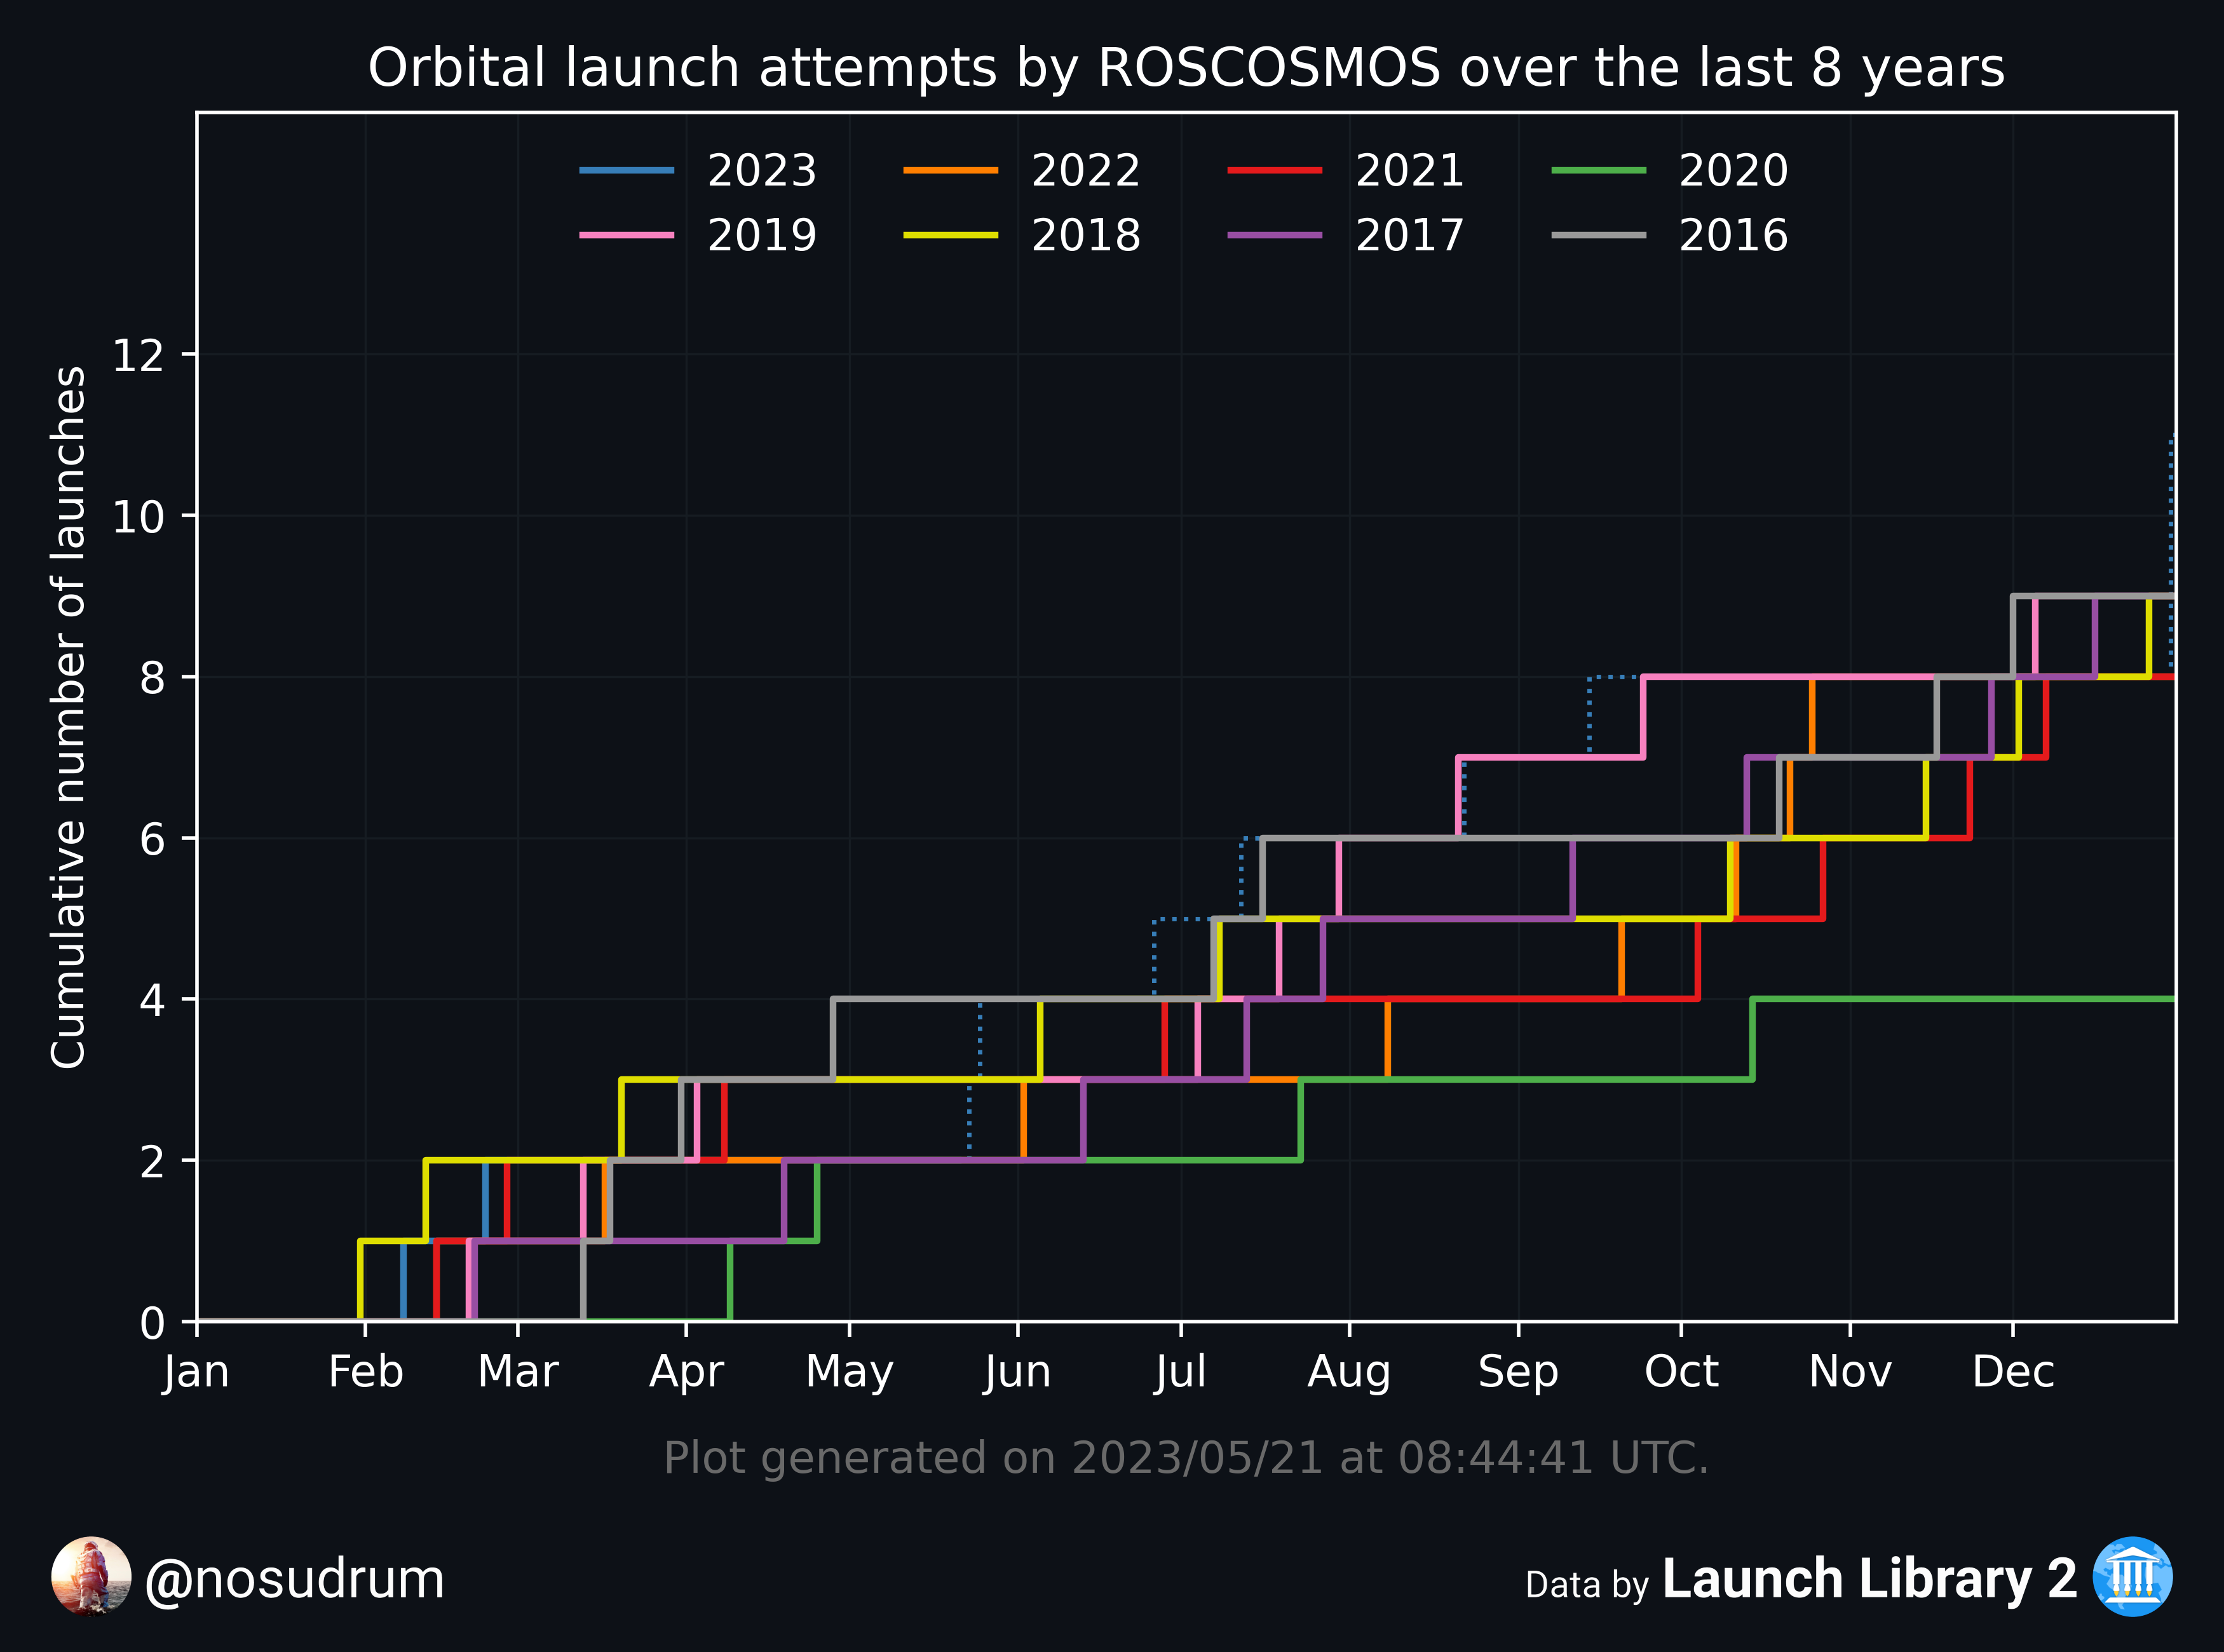 Orbital launch attempts by ROSCOSMOS over the last 8 years
2023 2022 2021 2020
2019 2018 2017 2016
Cumulative number of launches
12
10
8
6
4
2
0
Jan Feb Mar Apr May Jun Jul Aug Sep Oct Nov Dec
Plot generated on 2023/05/21 at 08:44:41 UTC.
@nosudrum
Data by Launch Library 2